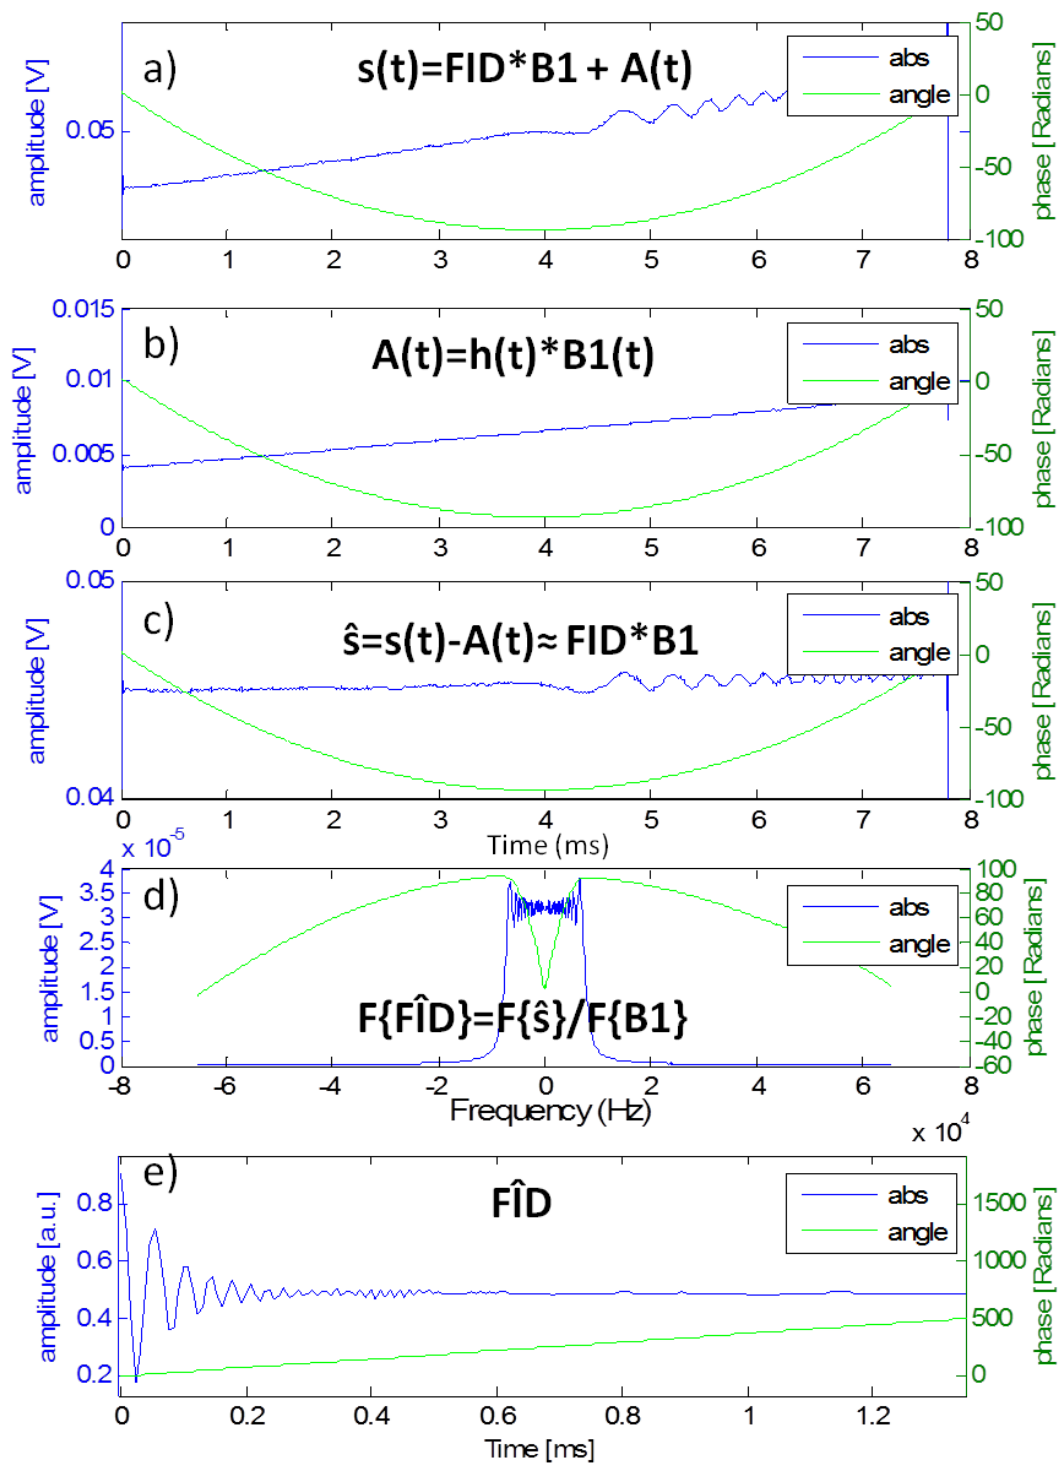 a)
s(t)=FID*B1 + A(t)
abs
angle
amplitude [V]
0.05
50
0
-50
-100
phase [Radians]
0 1 2 3 4 5 6 7 8
b)
A(t)=h(t)*B1(t)
abs
angle
amplitude [V]
0.015
0.01
0.005
0
50
0
-50
-100
phase [Radians]
0 1 2 3 4 5 6 7 8
c)
ŝ=s(t)-A(t)≈ FID*B1
abs
angle
amplitude [V]
0.05
0.04
50
0
-50
-100
phase [Radians]
0 1 2 3 4 5 6 7 8
Time (ms)
x 10⁻⁵
d)
F{FÎD}=F{ŝ}/F{B1}
abs
angle
amplitude [V]
4
3.5
3
2.5
2
1.5
1
0.5
0
100
80
60
40
20
0
-20
-40
-60
phase [Radians]
-8 -6 -4 -2 0 2 4 6 8
Frequency (Hz)
x 10⁴
e)
FÎD
abs
angle
amplitude [a.u.]
0.8
0.6
0.4
0.2
1500
1000
500
0
phase [Radians]
0 0.2 0.4 0.6 0.8 1 1.2
Time [ms]